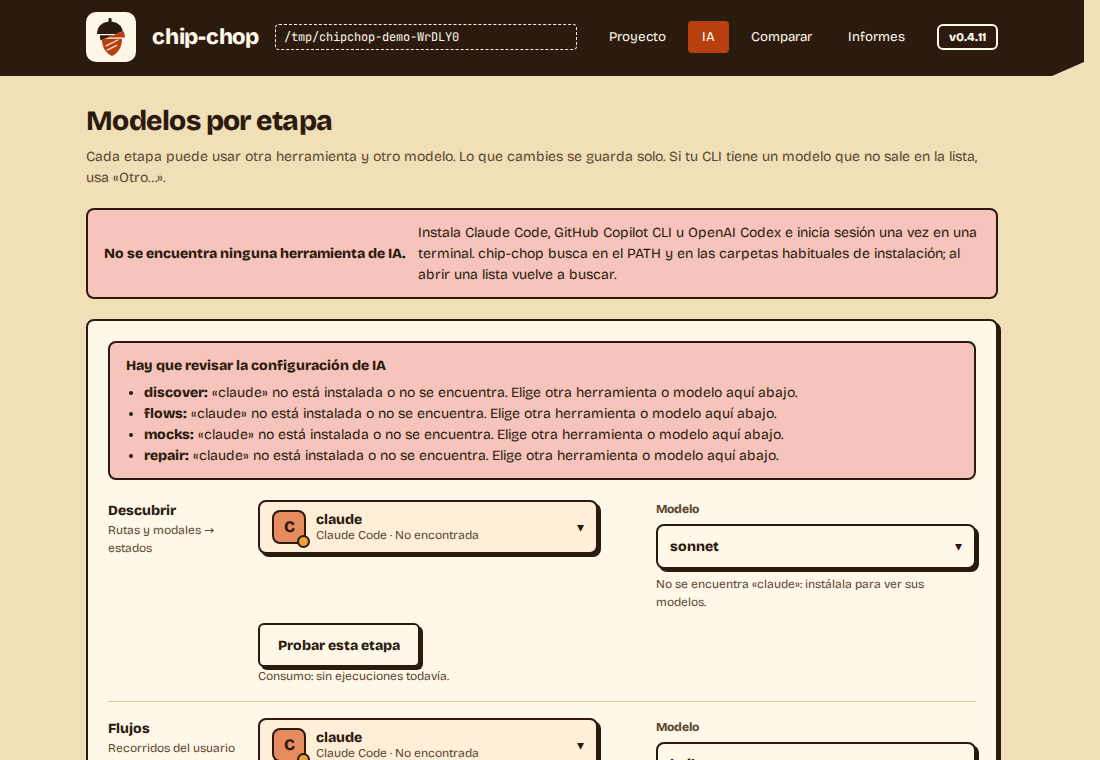 chip-chop
/tmp/chipchop-demo-WrDLY0
Proyecto
IA
Comparar
Informes
v0.4.11
Modelos por etapa
Cada etapa puede usar otra herramienta y otro modelo. Lo que cambies se guarda solo. Si tu CLI tiene un modelo que no sale en la lista,
usa «Otro...».
No se encuentra ninguna herramienta de IA.
Instala Claude Code, GitHub Copilot CLI u OpenAI Codex e inicia sesión una vez en una
terminal. chip-chop busca en el PATH y en las carpetas habituales de instalación; al
abrir una lista vuelve a buscar.
Hay que revisar la configuración de IA
• discover: «claude» no está instalada o no se encuentra. Elige otra herramienta o modelo aquí abajo.
• flows: «claude» no está instalada o no se encuentra. Elige otra herramienta o modelo aquí abajo.
• mocks: «claude» no está instalada o no se encuentra. Elige otra herramienta o modelo aquí abajo.
• repair: «claude» no está instalada o no se encuentra. Elige otra herramienta o modelo aquí abajo.
Descubrir
Rutas y modales →
estados
C
claude
Claude Code · No encontrada
Modelo
sonnet
No se encuentra «claude»: instálala para ver sus
modelos.
Probar esta etapa
Consumo: sin ejecuciones todavía.
Flujos
Recorridos del usuario
C
claude
Claude Code · No encontrada
Modelo